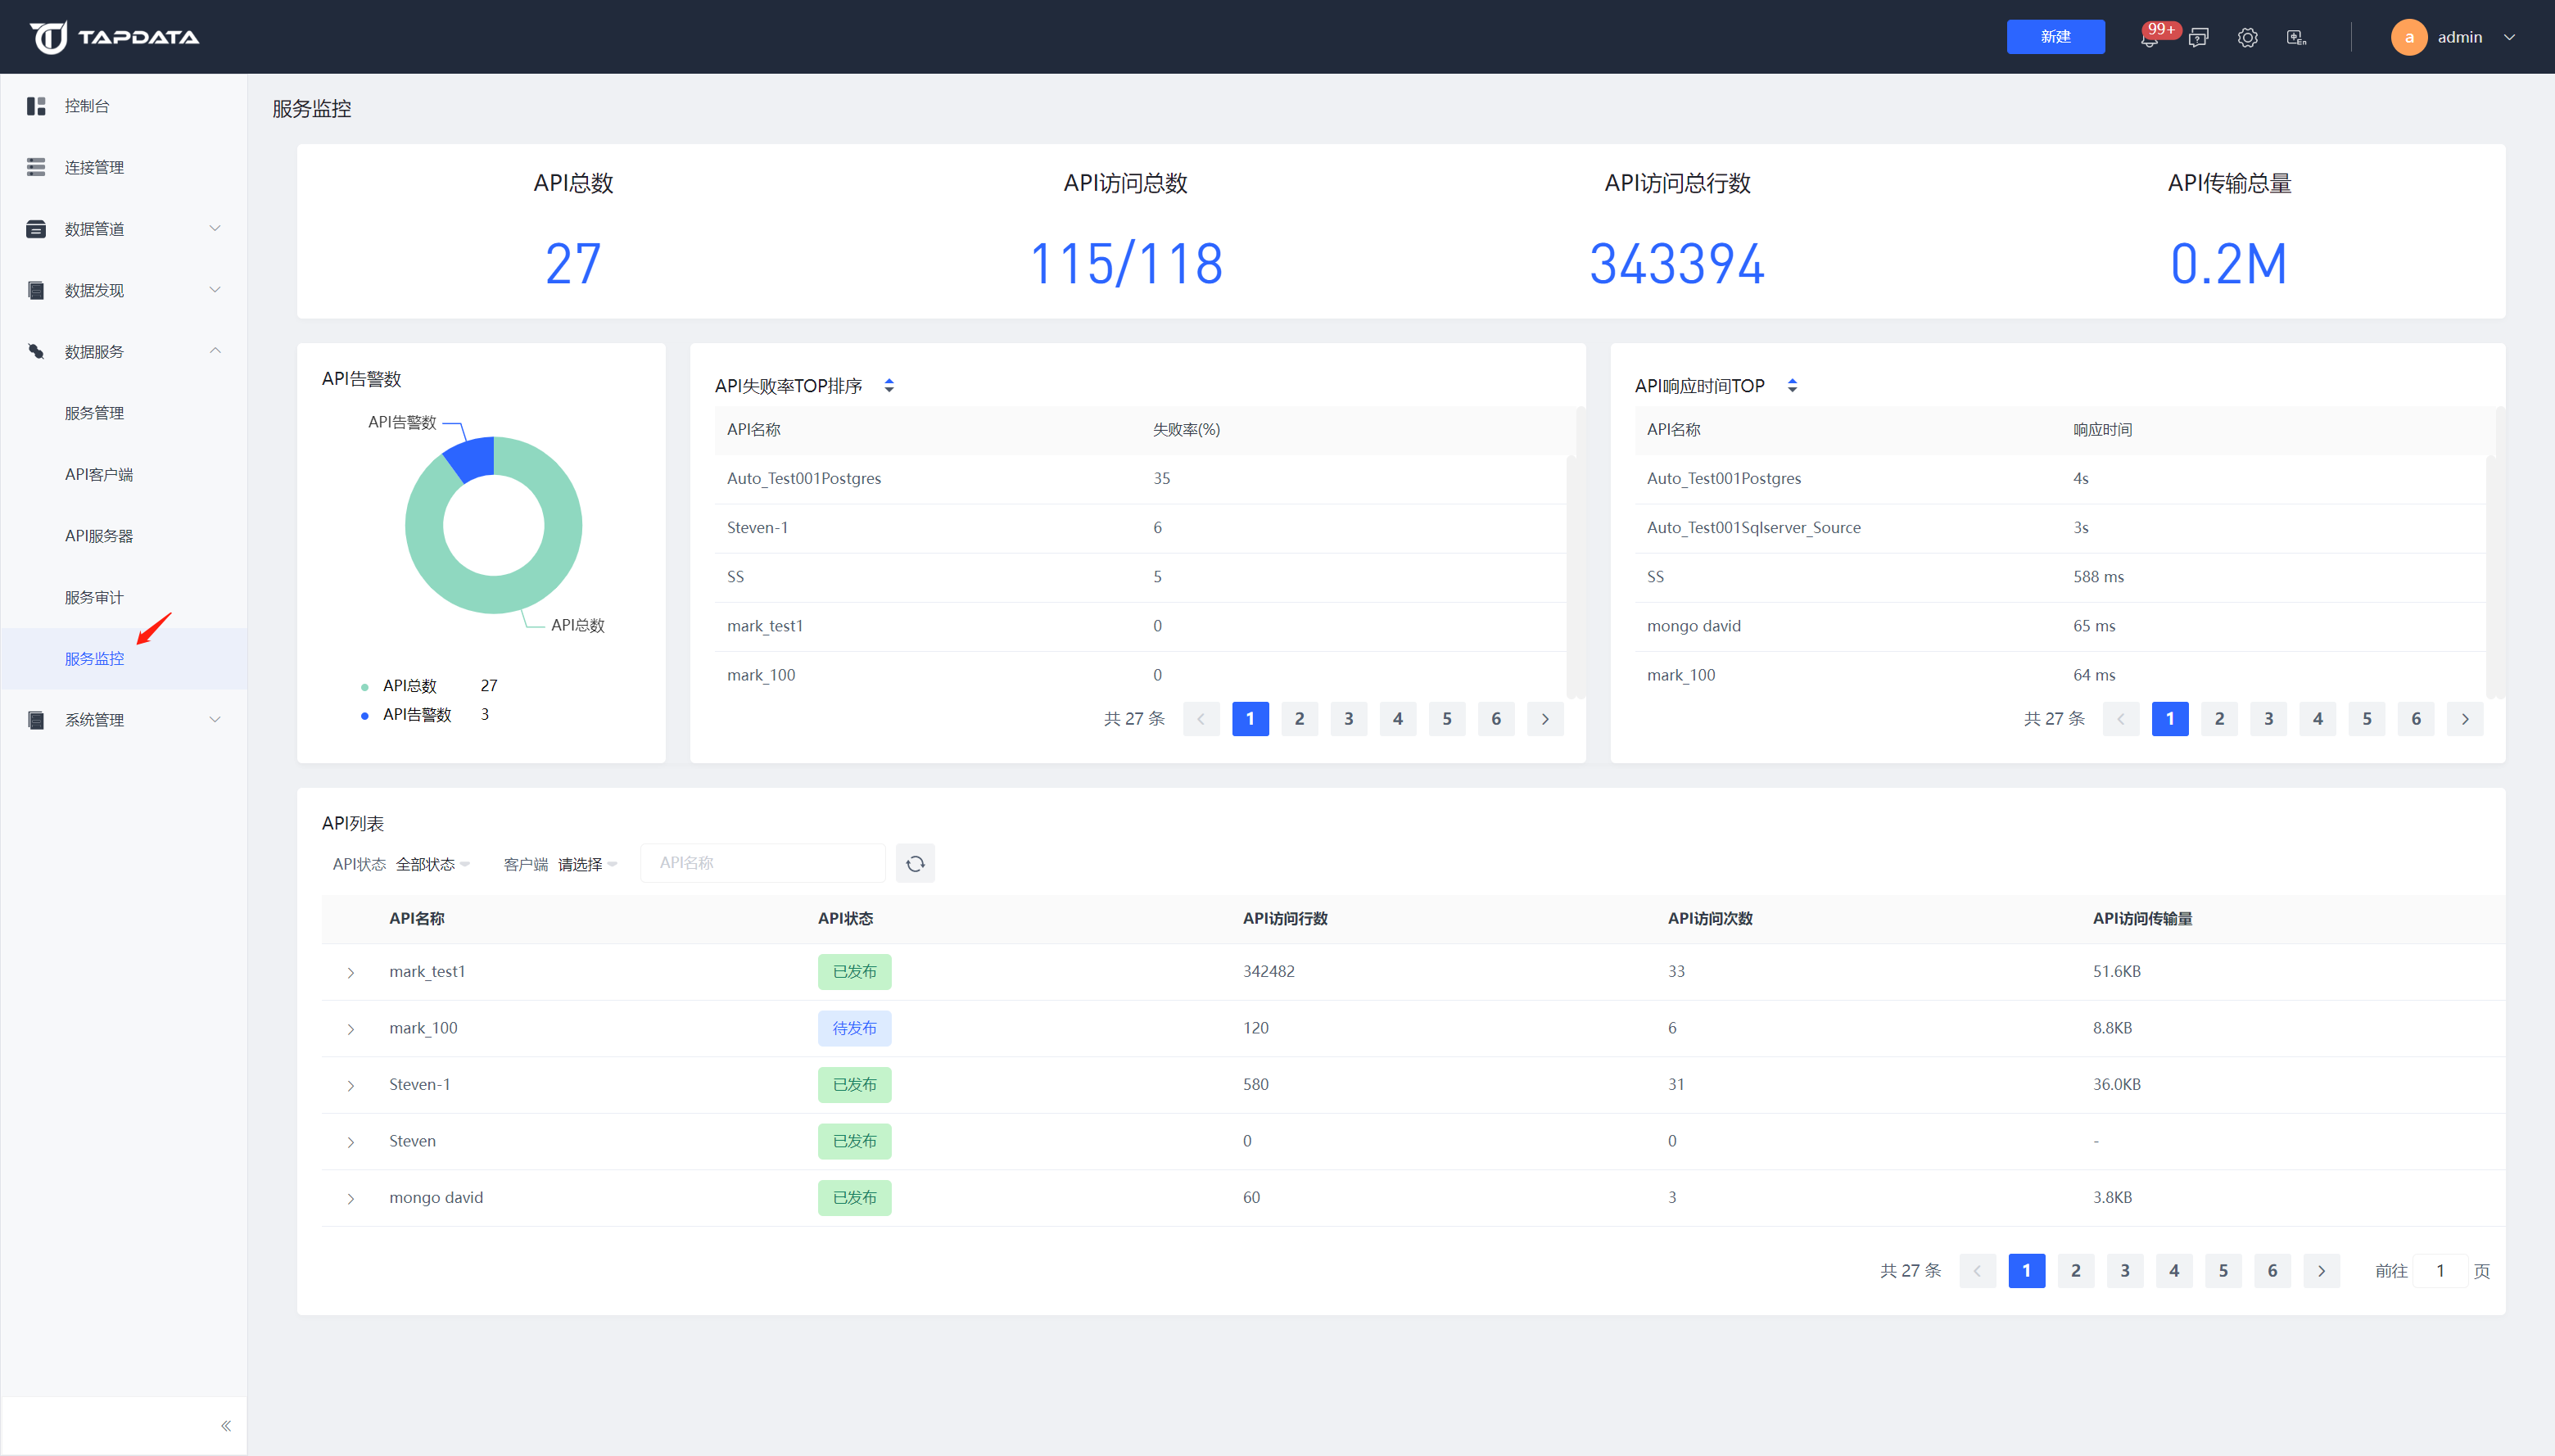 TAPDATA
新建
99+
a
admin
控制台
连接管理
数据管道
数据发现
数据服务
服务管理
API客户端
API服务器
服务审计
服务监控
系统管理
服务监控
API总数
API访问总数
API访问总行数
API传输总量
27
115/118
343394
0.2M
API告警数
API告警数
API总数
API总数 27
API告警数 3
API失败率TOP排序
API名称 失败率(%)
Auto_Test001Postgres 35
Steven-1 6
SS 5
mark_test1 0
mark_100 0
共 27 条 1 2 3 4 5 6
API响应时间TOP
API名称 响应时间
Auto_Test001Postgres 4s
Auto_Test001Sqlserver_Source 3s
SS 588 ms
mongo david 65 ms
mark_100 64 ms
共 27 条 1 2 3 4 5 6
API列表
API状态 全部状态 客户端 请选择 API名称
API名称 API状态 API访问行数 API访问次数 API访问传输量
mark_test1 已发布 342482 33 51.6KB
mark_100 待发布 120 6 8.8KB
Steven-1 已发布 580 31 36.0KB
Steven 已发布 0 0 -
mongo david 已发布 60 3 3.8KB
共 27 条 1 2 3 4 5 6 前往 1 页